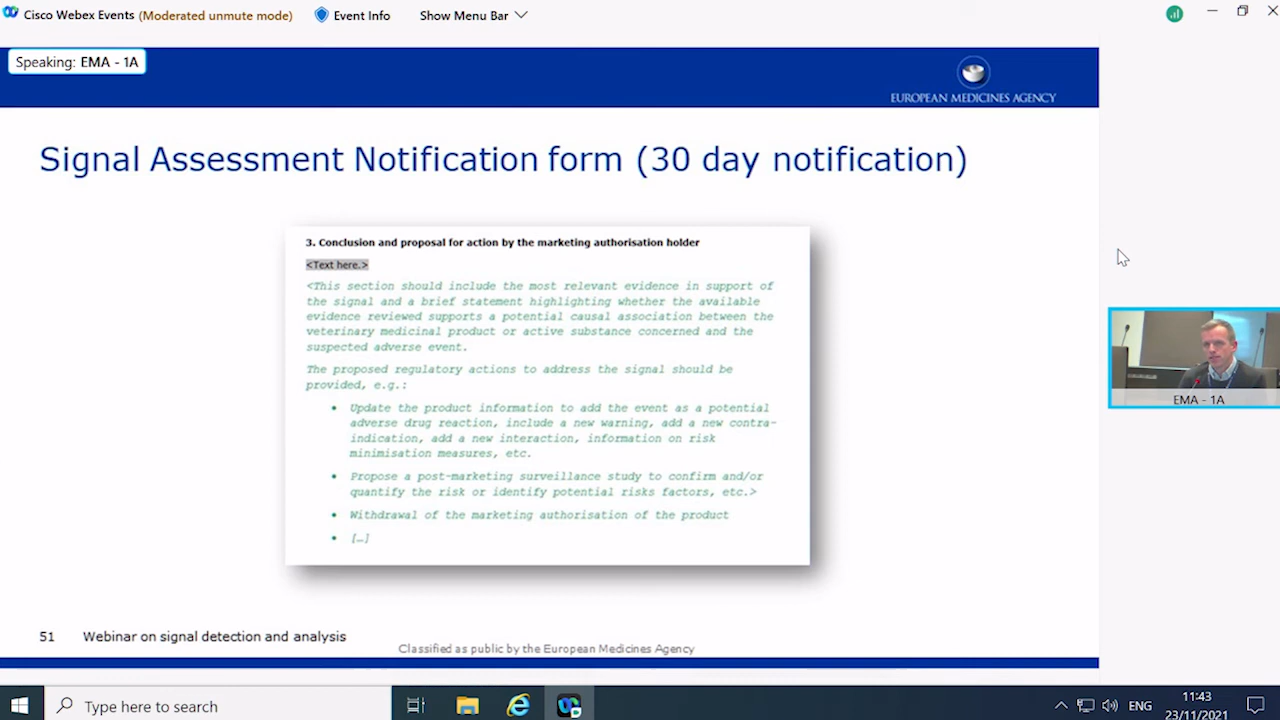 Cisco Webex Events (Moderated unmute mode) Event Info Show Menu Bar
Speaking: EMA - 1A
EUROPEAN MEDICINES AGENCY
Signal Assessment Notification form (30 day notification)
3. Conclusion and proposal for action by the marketing authorisation holder
<Text here.>
<This section should include the most relevant evidence in support of
the signal and a brief statement highlighting whether the available
evidence reviewed supports a potential causal association between the
veterinary medicinal product or active substance concerned and the
suspected adverse event.
The proposed regulatory actions to address the signal should be
provided, e.g.:
• Update the product information to add the event as a potential
adverse drug reaction, include a new warning, add a new contra-
indication, add a new interaction, information on risk
minimisation measures, etc.
• Propose a post-marketing surveillance study to confirm and/or
quantify the risk or identify potential risks factors, etc.>
• Withdrawal of the marketing authorisation of the product
• […]
EMA - 1A
51 Webinar on signal detection and analysis
Classified as public by the European Medicines Agency
Type here to search
ENG
11:43
23/11/2021